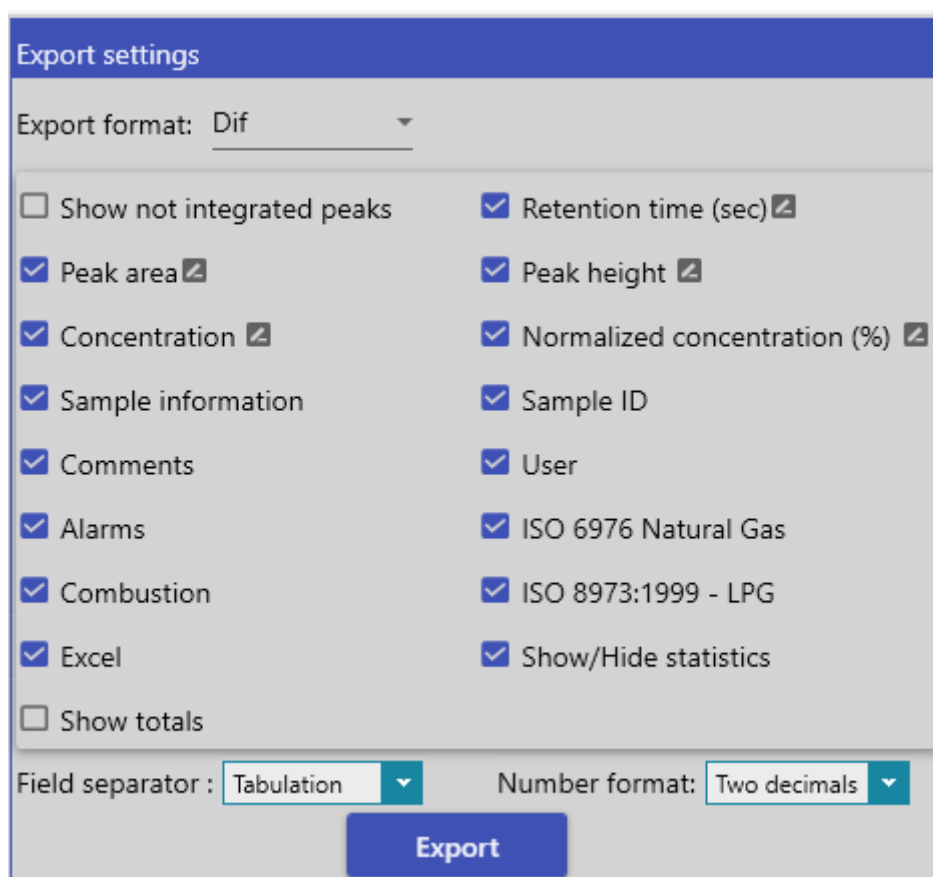 Export settings
Export format: Dif
Show not integrated peaks Retention time (sec)
Peak area Peak height
Concentration Normalized concentration (%)
Sample information Sample ID
Comments User
Alarms ISO 6976 Natural Gas
Combustion ISO 8973:1999 - LPG
Excel Show/Hide statistics
Show totals
Field separator : Tabulation Number format: Two decimals
Export